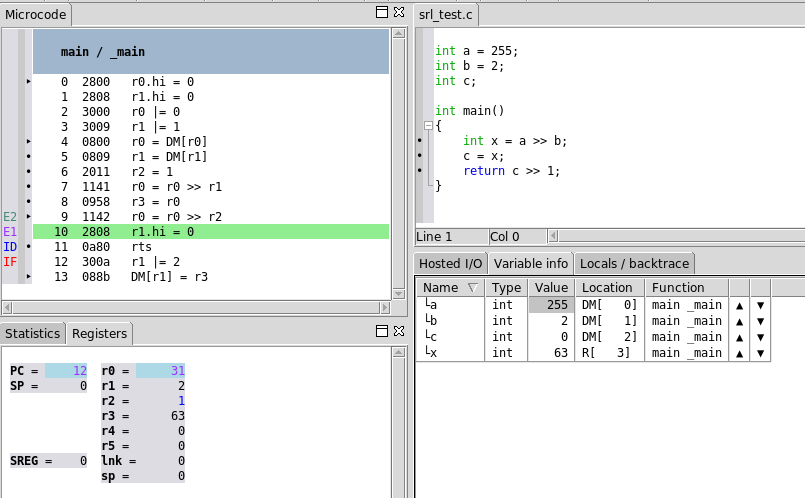 Microcode
main / _main
0 2800 r0.hi = 0
1 2808 r1.hi = 0
2 3000 r0 |= 0
3 3009 r1 |= 1
4 0800 r0 = DM[r0]
5 0809 r1 = DM[r1]
6 2011 r2 = 1
7 1141 r0 = r0 >> r1
8 0958 r3 = r0
E2 9 1142 r0 = r0 >> r2
E1 10 2808 r1.hi = 0
ID 11 0a80 rts
IF 12 300a r1 |= 2
13 088b DM[r1] = r3
Statistics Registers
PC = 12 r0 = 31
SP = 0 r1 = 2
r2 = 1
r3 = 63
r4 = 0
r5 = 0
SREG = 0 lnk = 0
sp = 0
srl_test.c
int a = 255;
int b = 2;
int c;
int main()
{
int x = a >> b;
c = x;
return c >> 1;
}
Line 1 Col 0
Hosted I/O Variable info Locals / backtrace
Name Type Value Location Function
a int 255 DM[ 0] main _main
b int 2 DM[ 1] main _main
c int 0 DM[ 2] main _main
x int 63 R[ 3] main _main